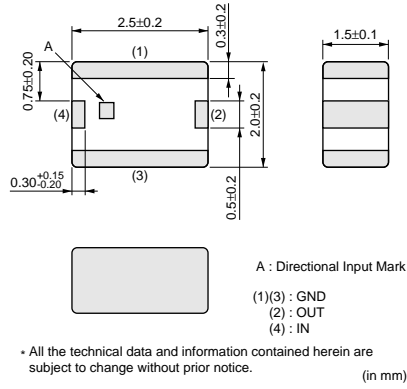 2.5±0.2
1.5±0.1
A
(1)
0.3±0.2
0.75±0.20
(4)
(2)
2.0±0.2
(3)
0.30+0.15 -0.20
0.5±0.2
A : Directional Input Mark
(1)(3) : GND
(2) : OUT
(4) : IN
* All the technical data and information contained herein are
subject to change without prior notice.
(in mm)